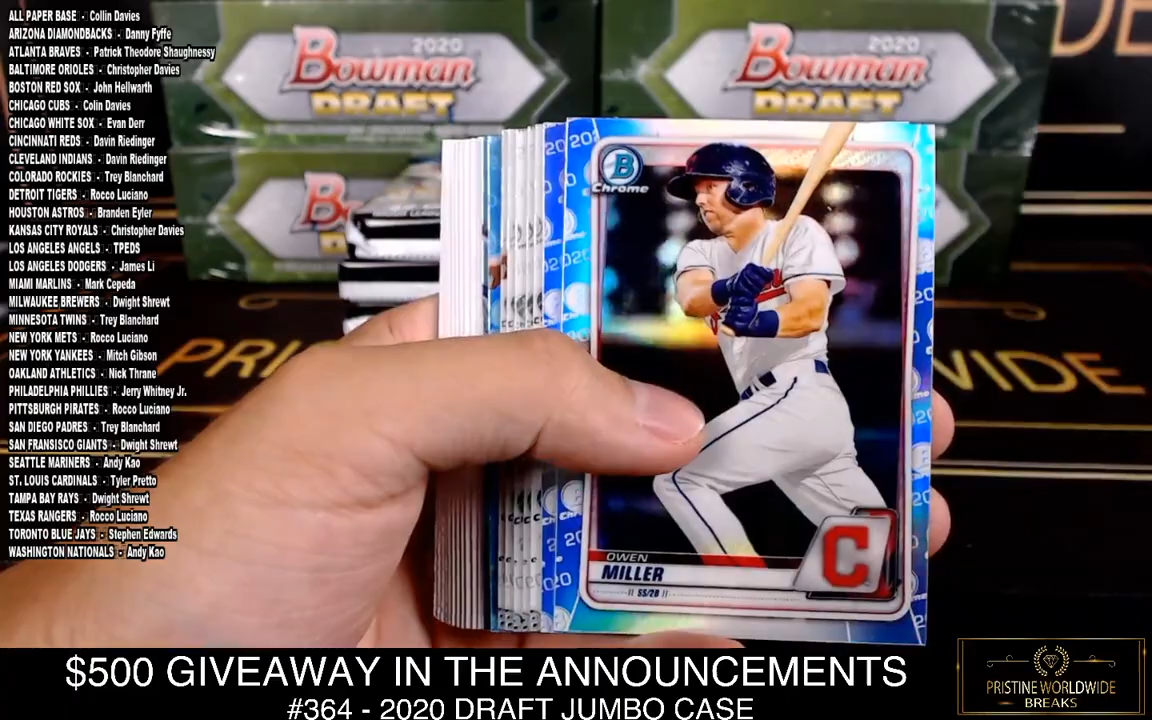 ALL PAPER BASE - Collin Davies
ARIZONA DIAMONDBACKS - Danny Fyffe
ATLANTA BRAVES - Patrick Theodore Shaughnessy
BALTIMORE ORIOLES - Christopher Davies
BOSTON RED SOX - John Hellwarth
CHICAGO CUBS - Colin Davies
CHICAGO WHITE SOX - Evan Derr
CINCINNATI REDS - Davin Riedinger
CLEVELAND INDIANS - Davin Riedinger
COLORADO ROCKIES - Trey Blanchard
DETROIT TIGERS - Rocco Luciano
HOUSTON ASTROS - Branden Eyler
KANSAS CITY ROYALS - Christopher Davies
LOS ANGELES ANGELS - TPEDS
LOS ANGELES DODGERS - James Li
MIAMI MARLINS - Mark Cepeda
MILWAUKEE BREWERS - Dwight Shrewt
MINNESOTA TWINS - Trey Blanchard
NEW YORK METS - Rocco Luciano
NEW YORK YANKEES - Mitch Gibson
OAKLAND ATHLETICS - Nick Thrane
PHILADELPHIA PHILLIES - Jerry Whitney Jr.
PITTSBURGH PIRATES - Rocco Luciano
SAN DIEGO PADRES - Trey Blanchard
SAN FRANSISCO GIANTS - Dwight Shrewt
SEATTLE MARINERS - Andy Kao
ST. LOUIS CARDINALS - Tyler Pretto
TAMPA BAY RAYS - Dwight Shrewt
TEXAS RANGERS - Rocco Luciano
TORONTO BLUE JAYS - Stephen Edwards
WASHINGTON NATIONALS - Andy Kao
2020
Bowman
DRAFT
2020
Bowman
DRAFT
B
Chrome
OWEN
MILLER
SS/2B
C
$500 GIVEAWAY IN THE ANNOUNCEMENTS
#364 - 2020 DRAFT JUMBO CASE
PRISTINE WORLDWIDE
BREAKS